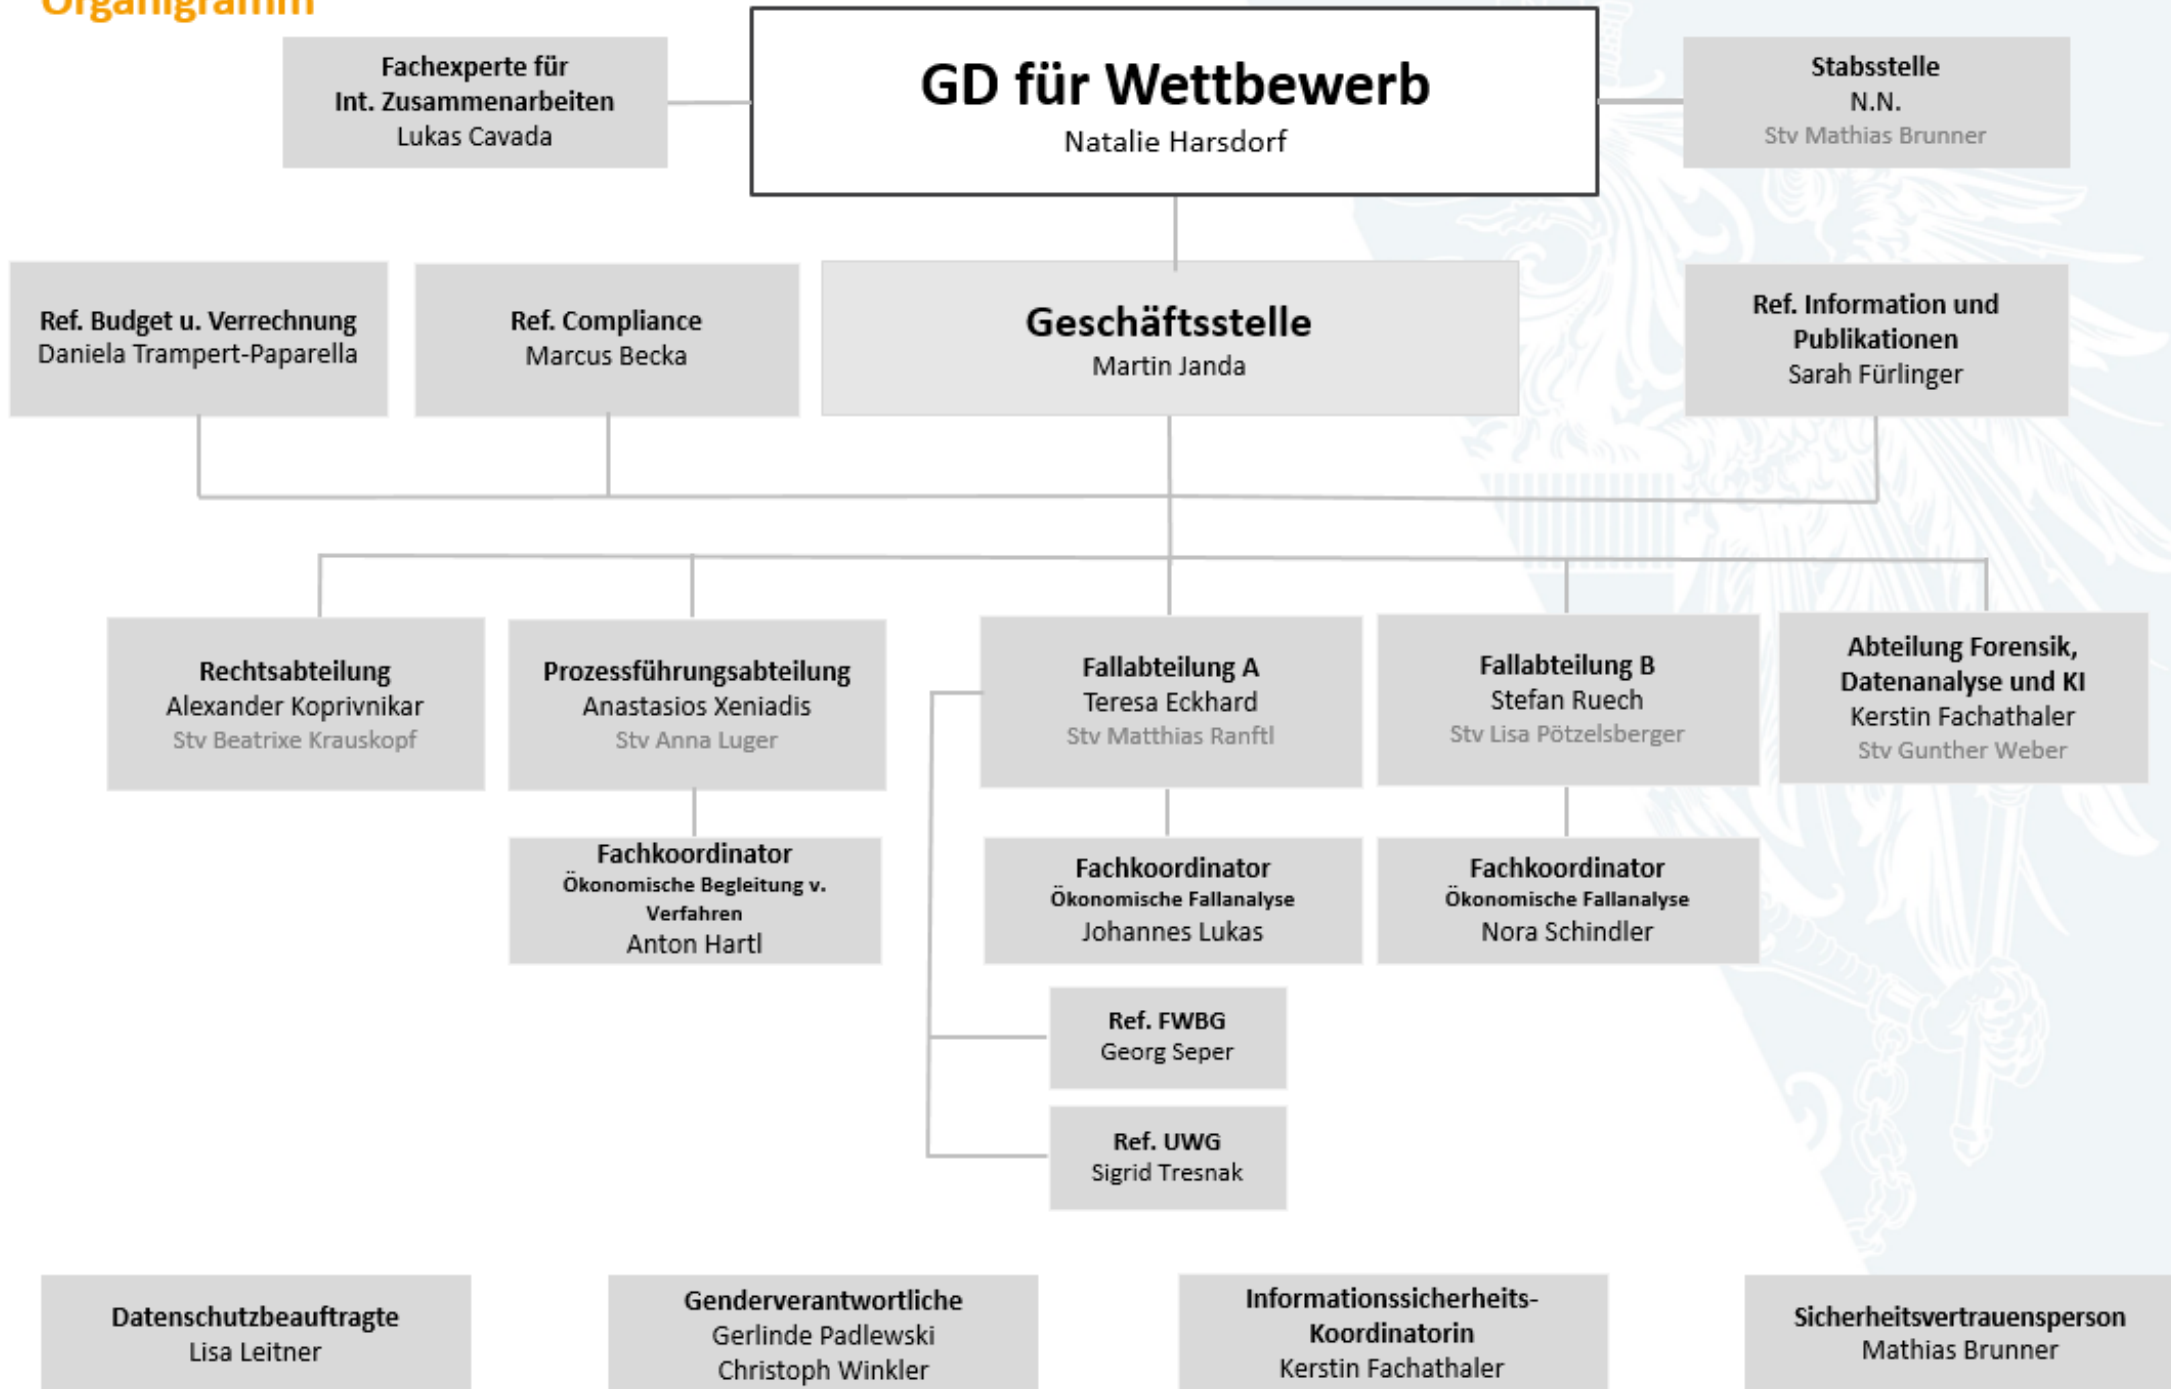 Organigramm
Fachexperte für
Int. Zusammenarbeiten
Lukas Cavada
GD für Wettbewerb
Natalie Harsdorf
Stabsstelle
N.N.
Stv Mathias Brunner
Ref. Budget u. Verrechnung
Daniela Trampert-Paparella
Ref. Compliance
Marcus Becka
Geschäftsstelle
Martin Janda
Ref. Information und
Publikationen
Sarah Fürlinger
Rechtsabteilung
Alexander Koprivnikar
Stv Beatrixe Krauskopf
Prozessführungsabteilung
Anastasios Xeniadis
Stv Anna Luger
Fallabteilung A
Teresa Eckhard
Stv Matthias Ranftl
Fallabteilung B
Stefan Ruech
Stv Lisa Pötzelsberger
Abteilung Forensik,
Datenanalyse und KI
Kerstin Fachathaler
Stv Gunther Weber
Fachkoordinator
Ökonomische Begleitung v.
Verfahren
Anton Hartl
Fachkoordinator
Ökonomische Fallanalyse
Johannes Lukas
Fachkoordinator
Ökonomische Fallanalyse
Nora Schindler
Ref. FWBG
Georg Seper
Ref. UWG
Sigrid Tresnak
Datenschutzbeauftragte
Lisa Leitner
Genderverantwortliche
Gerlinde Padlewski
Christoph Winkler
Informationssicherheits-
Koordinatorin
Kerstin Fachathaler
Sicherheitsvertrauensperson
Mathias Brunner